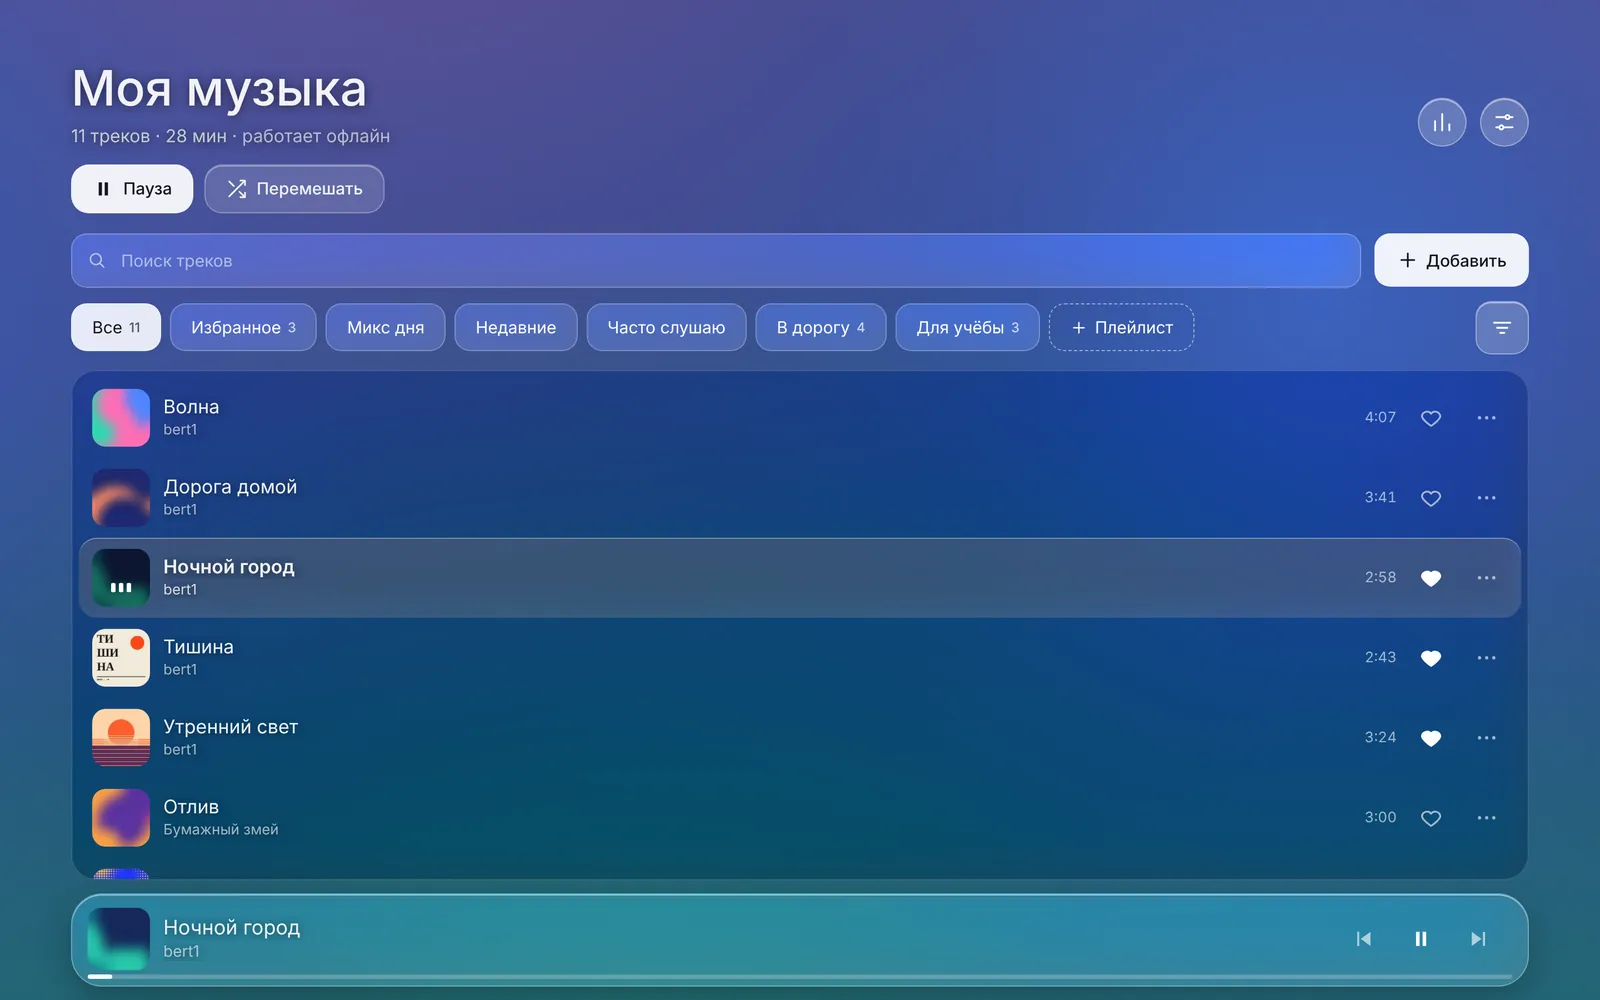 Моя музыка
11 треков · 28 мин · работает офлайн
Пауза
Перемешать
Поиск треков
Добавить
Все 11
Избранное 3
Микс дня
Недавние
Часто слушаю
В дорогу 4
Для учёбы 3
+ Плейлист
Волна
bert1
4:07
Дорога домой
bert1
3:41
Ночной город
bert1
2:58
ТИ
ШИ
НА
Тишина
bert1
2:43
Утренний свет
bert1
3:24
Отлив
Бумажный змей
3:00
Ночной город
bert1